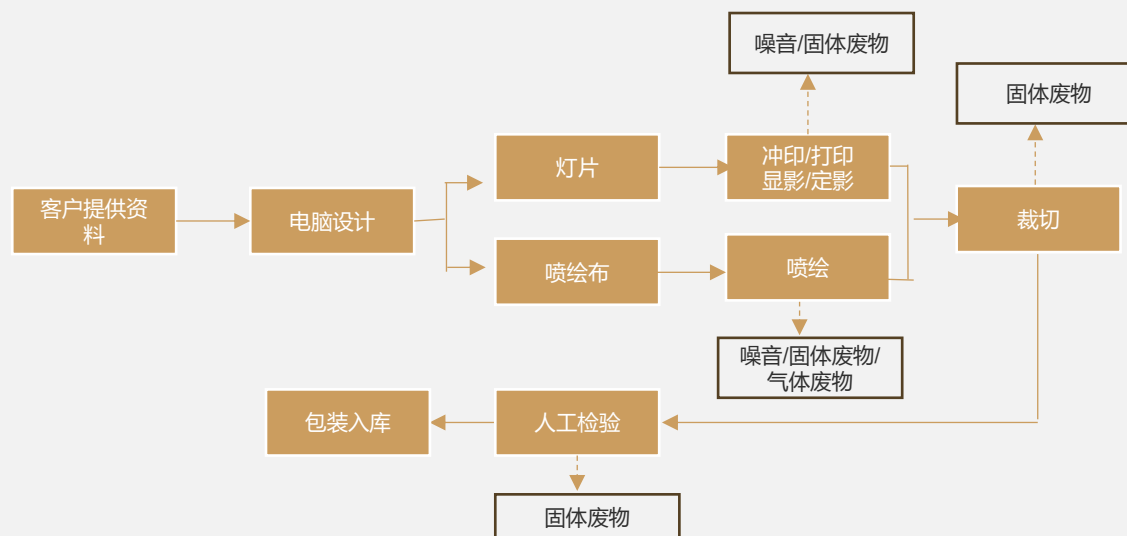 噪音/固体废物
固体废物
灯片
冲印/打印
显影/定影
客户提供资
料
电脑设计
裁切
喷绘布
喷绘
噪音/固体废物/
气体废物
包装入库
人工检验
固体废物